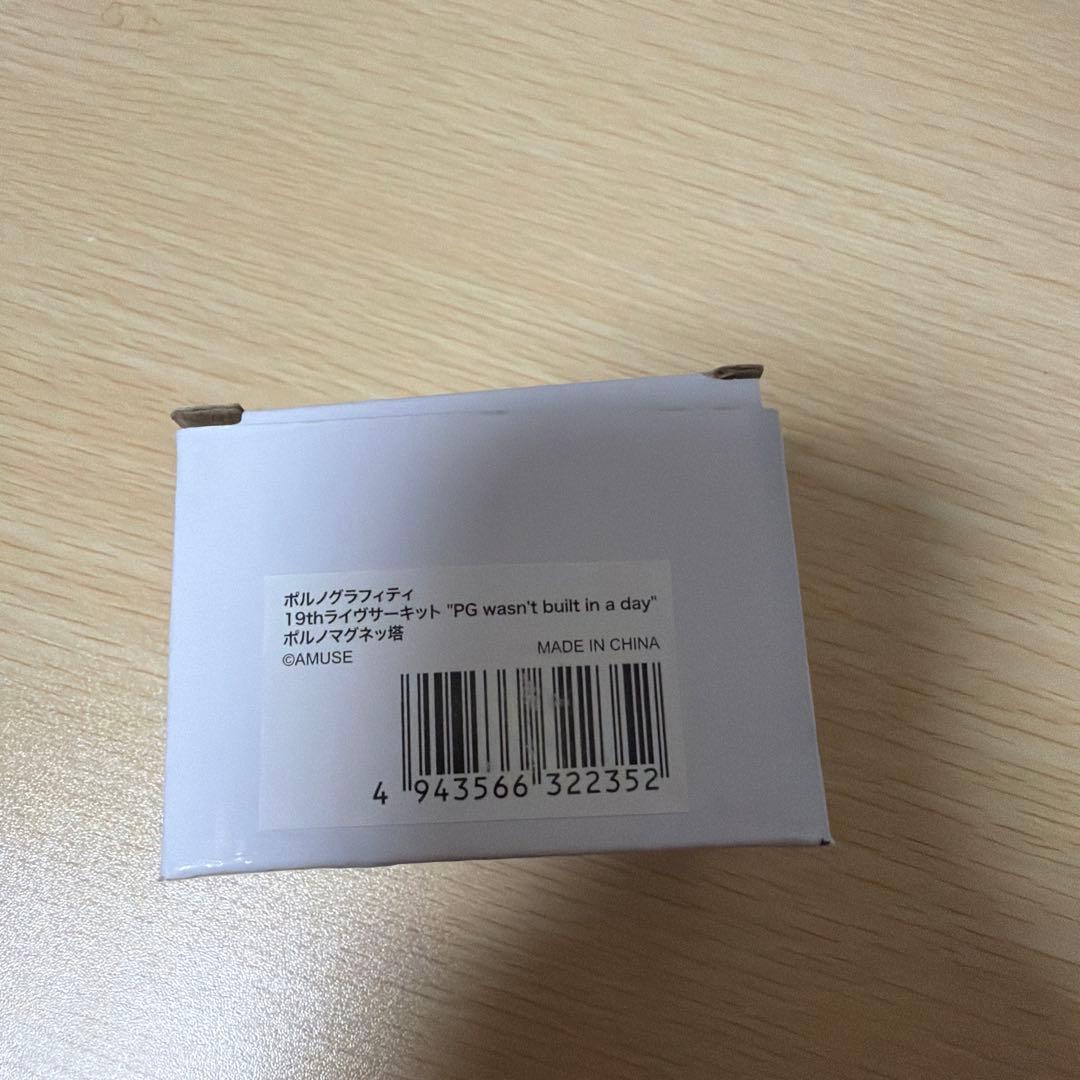 ポルノグラフィティ
19thライヴサーキット "PG wasn't built in a day"
ポルノマグネッ塔
©AMUSE
MADE IN CHINA
4 943566 322352